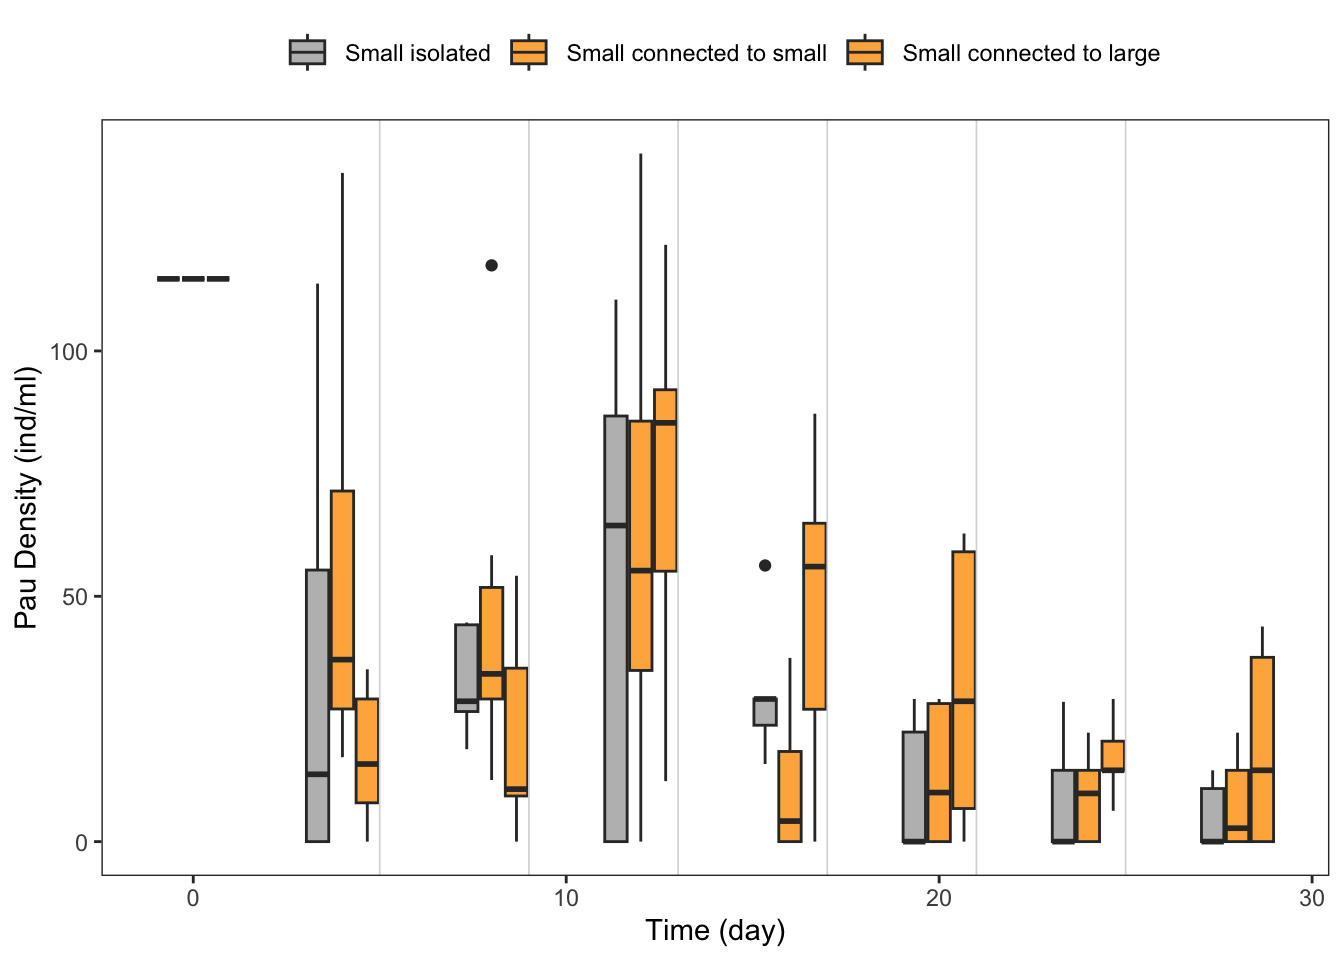 Small isolated Small connected to small Small connected to large
Pau Density (ind/ml)
100
50
0
0 10 20 30
Time (day)